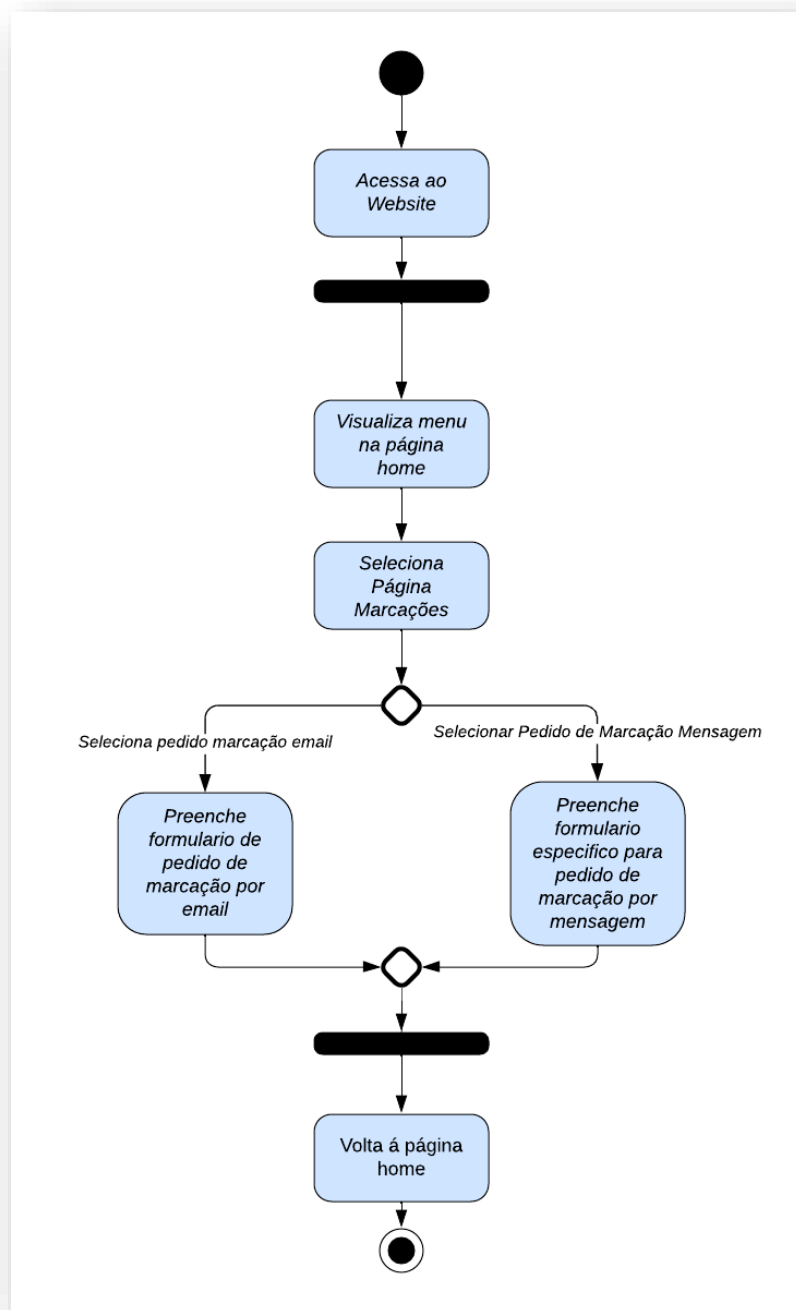 Acessa ao
Website
Visualiza menu
na página
home
Seleciona
Página
Marcações
Seleciona pedido marcação email
Selecionar Pedido de Marcação Mensagem
Preenche
formulario de
pedido de
marcação por
email
Preenche
formulario
especifico para
pedido de
marcação por
mensagem
Volta á página
home